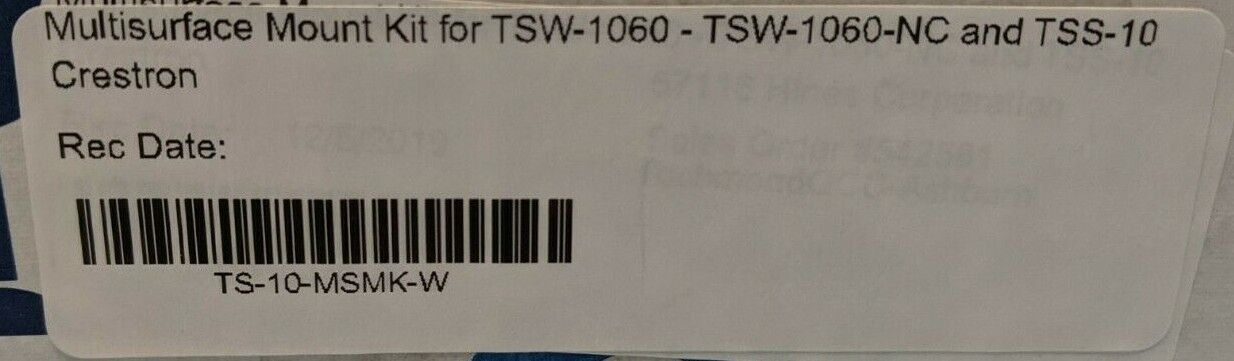 Multisurface Mount Kit for TSW-1060 - TSW-1060-NC and TSS-10
Crestron
Rec Date:
TS-10-MSMK-W